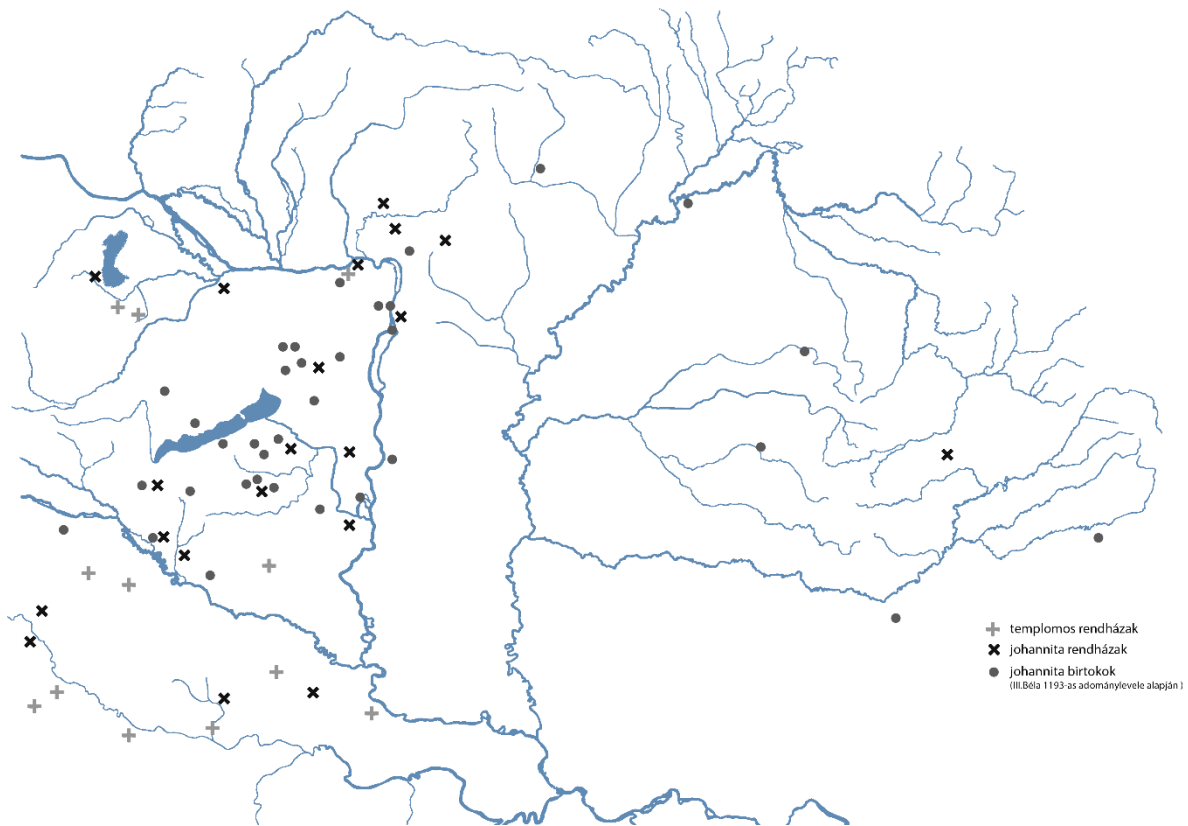 templomos rendházak
johannita rendházak
johannita birtokok
(III.Béla 1193-as adománylevele alapján )